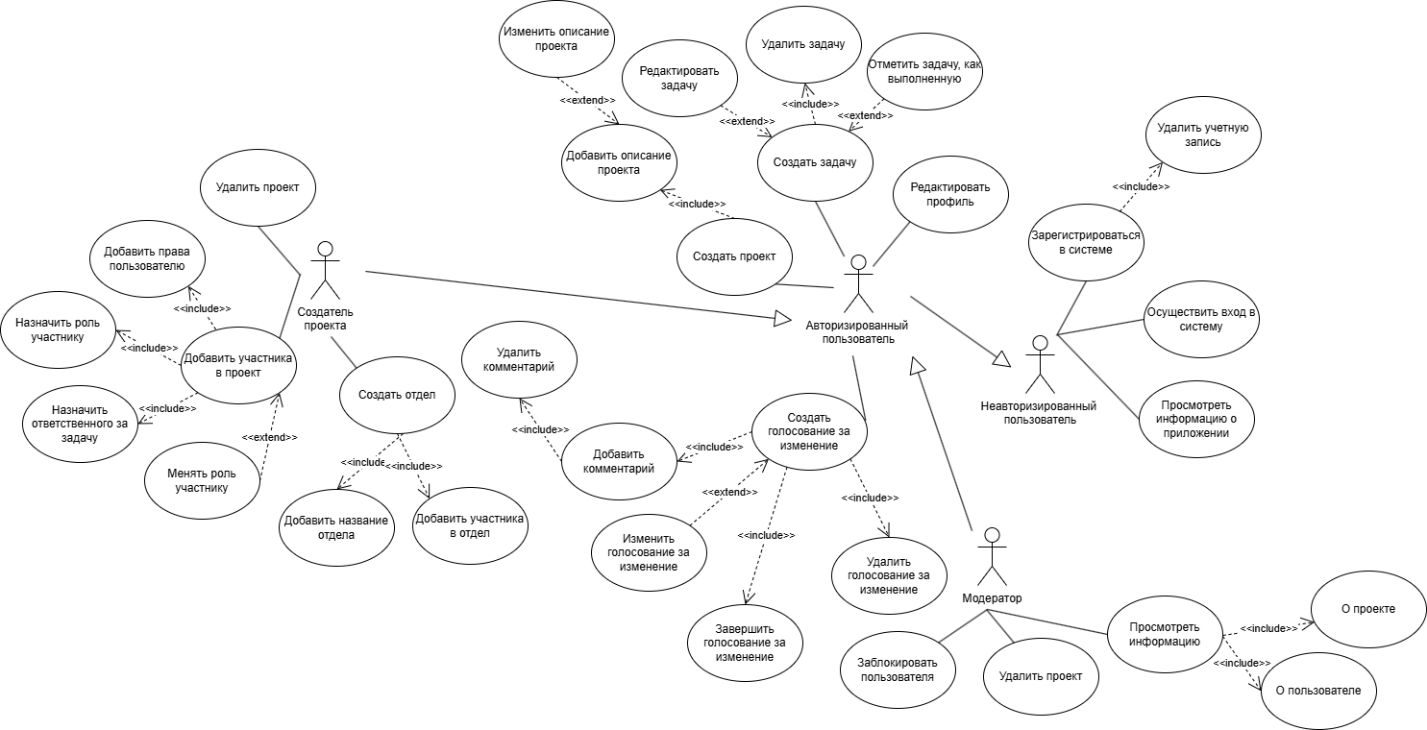 Изменить описание
проекта
Удалить задачу
Редактировать
задачу
Отметить задачу, как
выполненную
<<extend>>
<<include>>
<<extend>>
<<extend>>
Добавить описание
проекта
Создать задачу
Удалить учетную
запись
<<include>>
Удалить проект
Редактировать
профиль
<<include>>
Создать проект
Зарегистрироваться
в системе
Добавить права
пользователю
<<include>>
Создатель
проекта
Авторизированный
пользователь
Осуществить вход в
систему
Назначить роль
участнику
<<include>>
Добавить участника
в проект
Неавторизированный
пользователь
Просмотреть
информацию о
приложении
Назначить
ответственного за
задачу
<<include>>
<<extend>>
Менять роль
участнику
Создать отдел
<<include
<<include>>
Добавить название
отдела
Добавить участника
в отдел
Удалить
комментарий
<<include>>
Добавить
комментарий
<<include>>
Создать
голосование за
изменение
<<extend>>
<<include>>
<<include>>
Изменить
голосование за
изменение
Удалить
голосование за
изменение
Завершить
голосование за
изменение
Модератор
Заблокировать
пользователя
Удалить проект
Просмотреть
информацию
<<include>>
О проекте
<<include>>
О пользователе